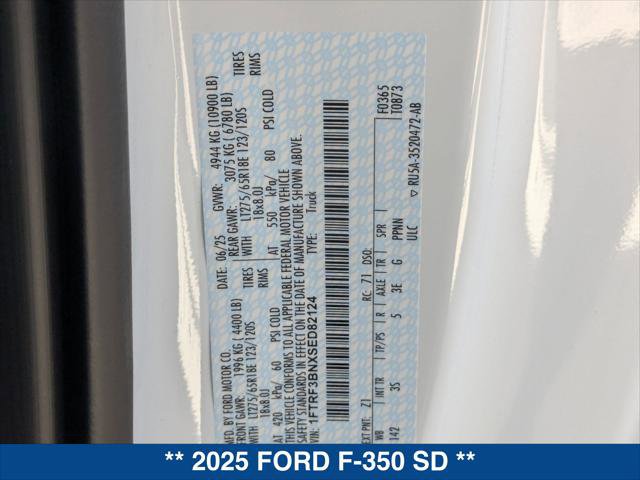 MFD. BY FORD MOTOR CO.
DATE: 06/25 GVWR: 4944 KG (10900 LB)
FRONT GAWR: 1996 KG ( 4400 LB) REAR GAWR: 3075 KG ( 6780 LB)
LT275/65R18E 123/120S TIRES WITH LT275/65R18E 123/120S TIRES
18x8.0J RIMS 18x8.0J RIMS
AT 420 kPa/ 60 PSI COLD AT 550 kPa/ 80 PSI COLD
THIS VEHICLE CONFORMS TO ALL APPLICABLE FEDERAL MOTOR VEHICLE
SAFETY STANDARDS IN EFFECT ON THE DATE OF MANUFACTURE SHOWN ABOVE.
VIN: 1FTRF3BNXSED82124 TYPE: Truck
F0365
T0873
EXT PNT: Z1 RC: 71 DSO:
WB INT TR TP/PS R AXLE TR SPR
142 3S 5 3E G PPNN
ULC
▽ RU5A-3520472-AB
** 2025 FORD F-350 SD **